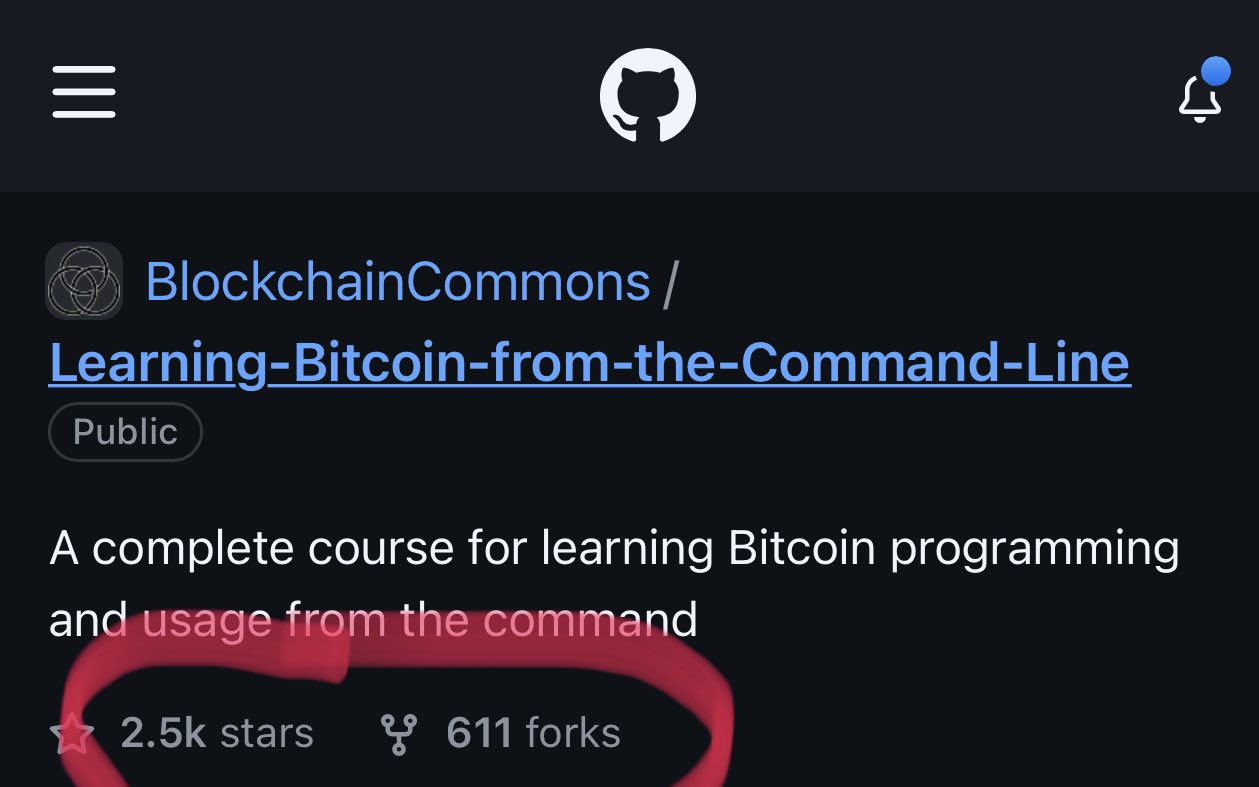 BlockchainCommons /
Learning-Bitcoin-from-the-Command-Line
Public
A complete course for learning Bitcoin programming
and usage from the command
2.5k stars 611 forks